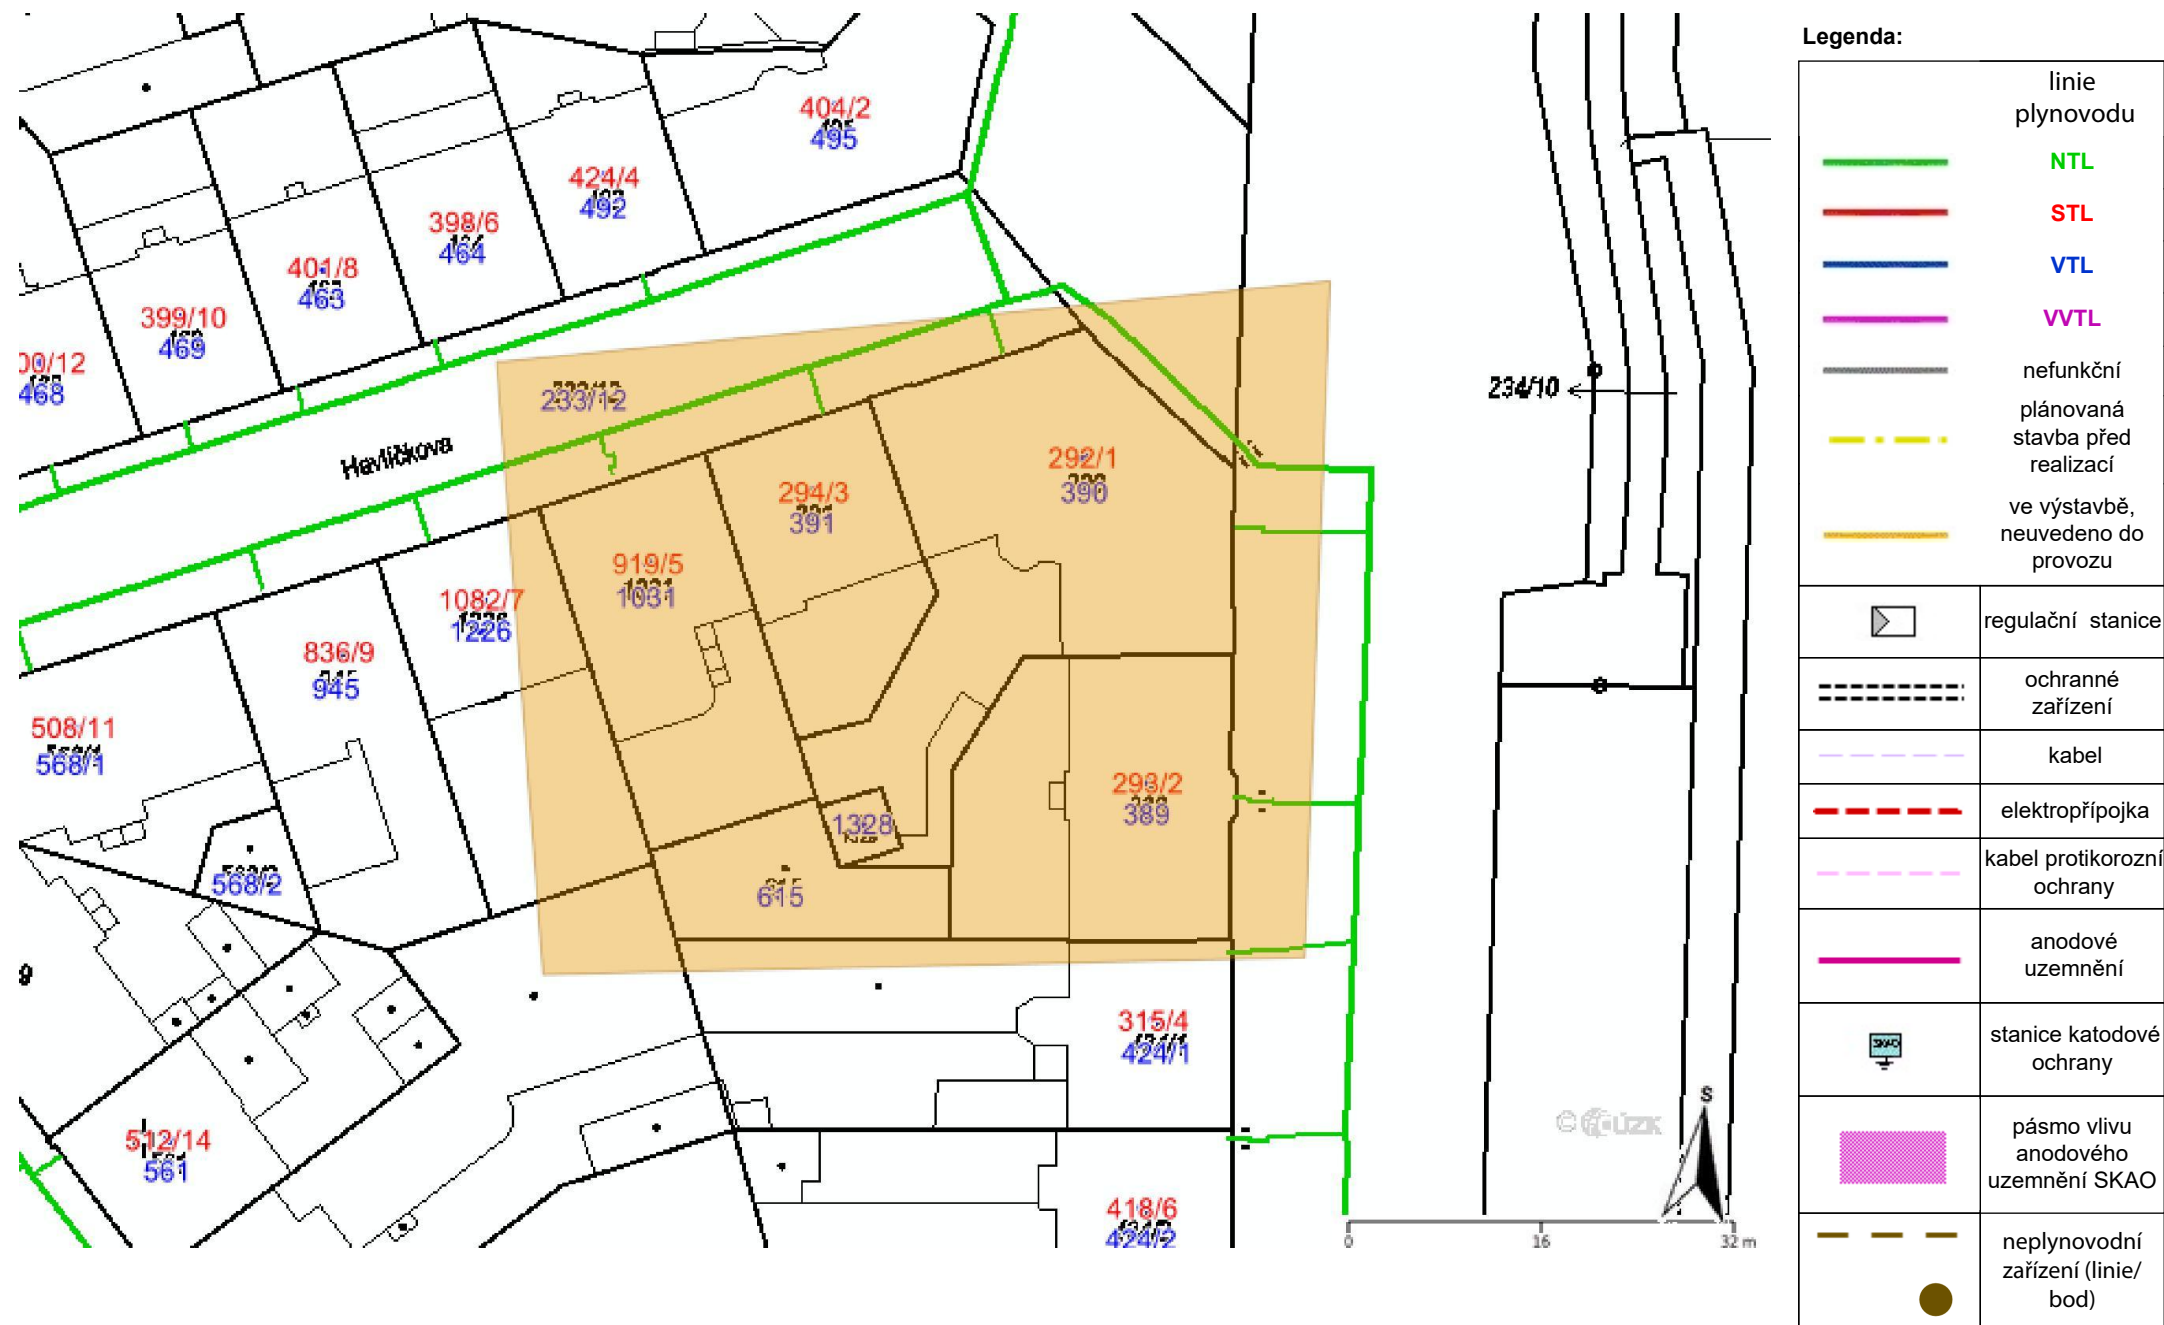 404/2
495
424/4
492
398/6
464
401/8
463
399/10
469
00/12
468
233/12
Havlíčkova
234/10
292/1
390
294/3
391
919/5
1031
1082/7
1226
836/9
945
508/11
568/1
568/2
293/2
389
1328
615
9
315/4
424/1
512/14
561
418/6
424/2
S
0 16 32 m
Legenda:
linie
plynovodu
NTL
STL
VTL
VVTL
nefunkční
plánovaná
stavba před
realizací
ve výstavbě,
neuvedeno do
provozu
regulační stanice
ochranné
zařízení
kabel
elektropřípojka
kabel protikorozní
ochrany
anodové
uzemnění
SKAO
stanice katodové
ochrany
pásmo vlivu
anodového
uzemnění SKAO
neplynovodní
zařízení (linie/
bod)